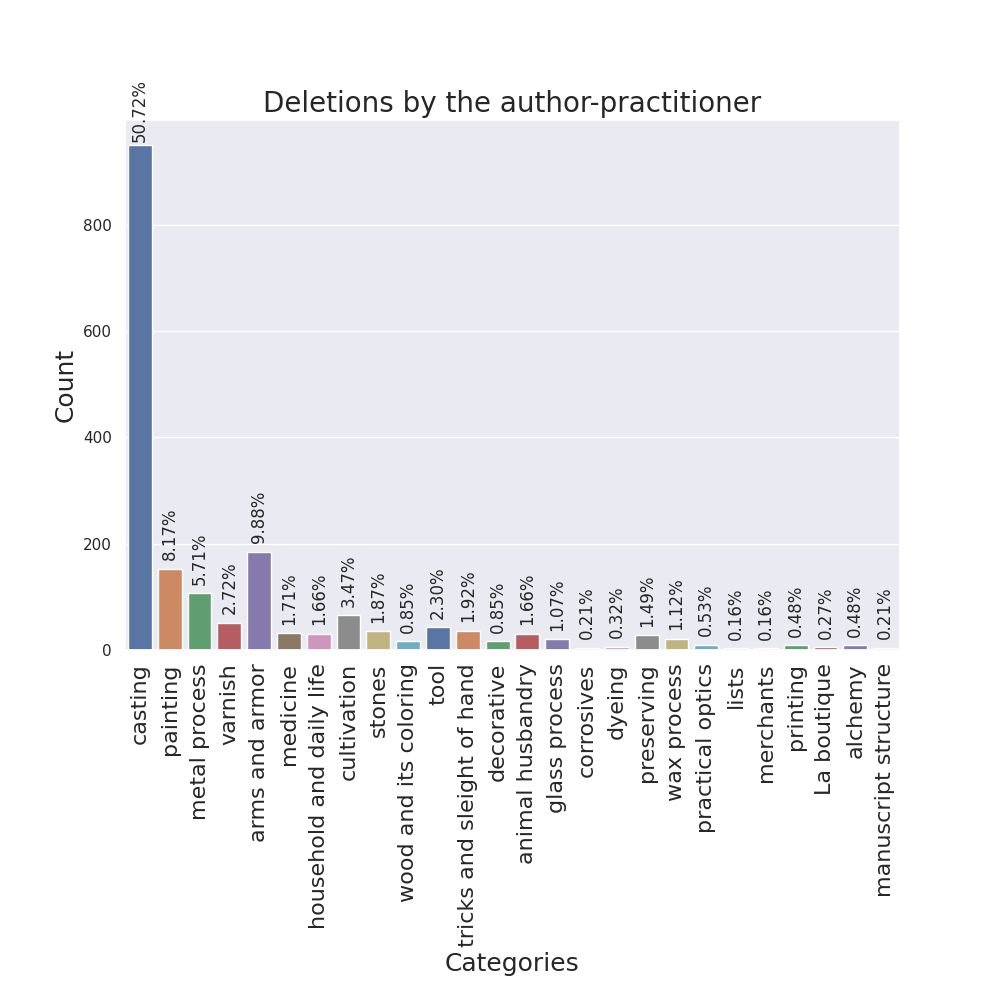 Deletions by the author-practitioner
Count
800
600
400
200
0
50.72%
8.17%
5.71%
2.72%
9.88%
1.71%
1.66%
3.47%
1.87%
0.85%
2.30%
1.92%
0.85%
1.66%
1.07%
0.21%
0.32%
1.49%
1.12%
0.53%
0.16%
0.16%
0.48%
0.27%
0.48%
0.21%
casting
painting
metal process
varnish
arms and armor
medicine
household and daily life
cultivation
stones
wood and its coloring
tool
tricks and sleight of hand
decorative
animal husbandry
glass process
corrosives
dyeing
preserving
wax process
practical optics
lists
merchants
printing
La boutique
alchemy
manuscript structure
Categories